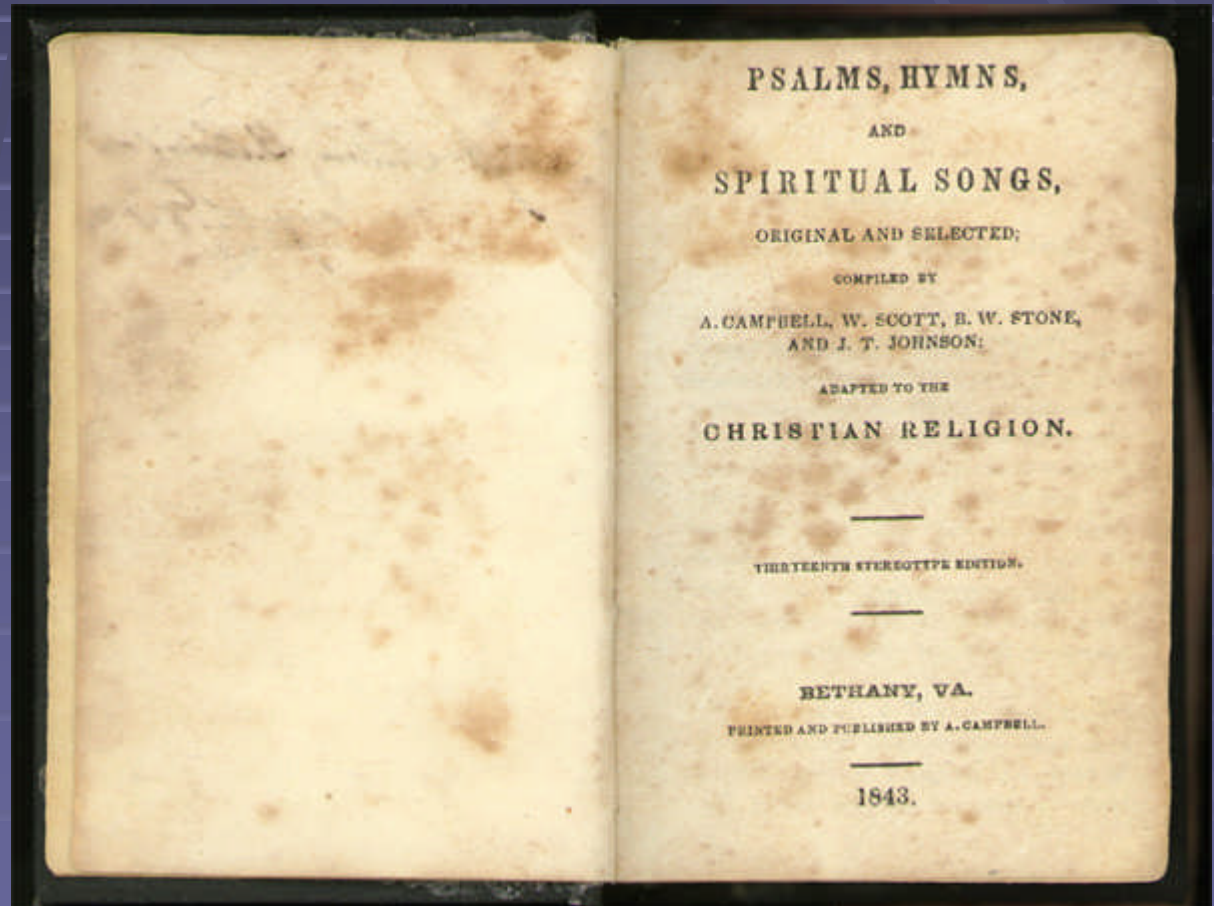 PSALMS, HYMNS,
AND
SPIRITUAL SONGS,
ORIGINAL AND SELECTED;
COMPILED BY
A. CAMPBELL, W. SCOTT, B. W. STONE,
AND J. T. JOHNSON;
ADAPTED TO THE
CHRISTIAN RELIGION.
THIRTEENTH STEREOTYPE EDITION.
BETHANY, VA.
PRINTED AND PUBLISHED BY A. CAMPBELL.
1843.